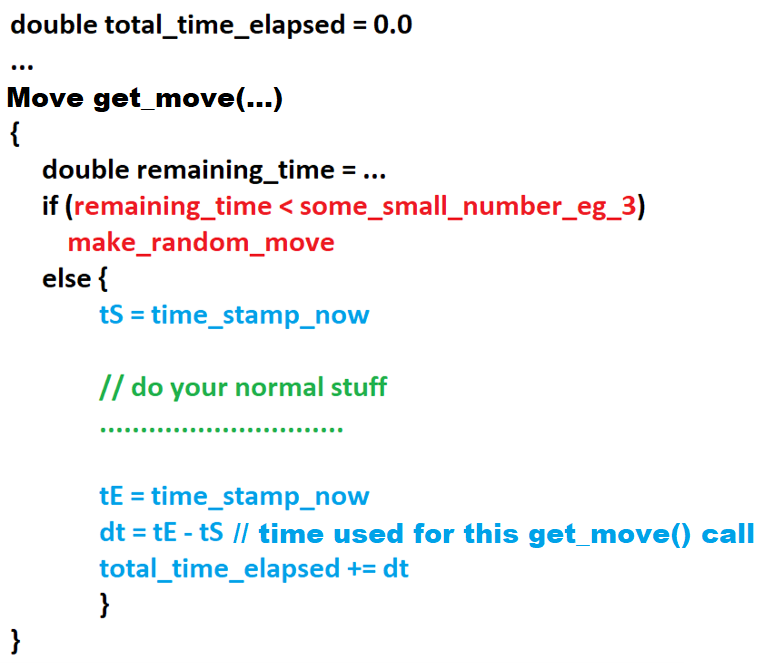 double total_time_elapsed = 0.0
...
Move get_move(...)
{
double remaining_time = ...
if (remaining_time < some_small_number_eg_3)
make_random_move
else {
tS = time_stamp_now
// do your normal stuff
..............................
tE = time_stamp_now
dt = tE - tS // time used for this get_move() call
total_time_elapsed += dt
}
}